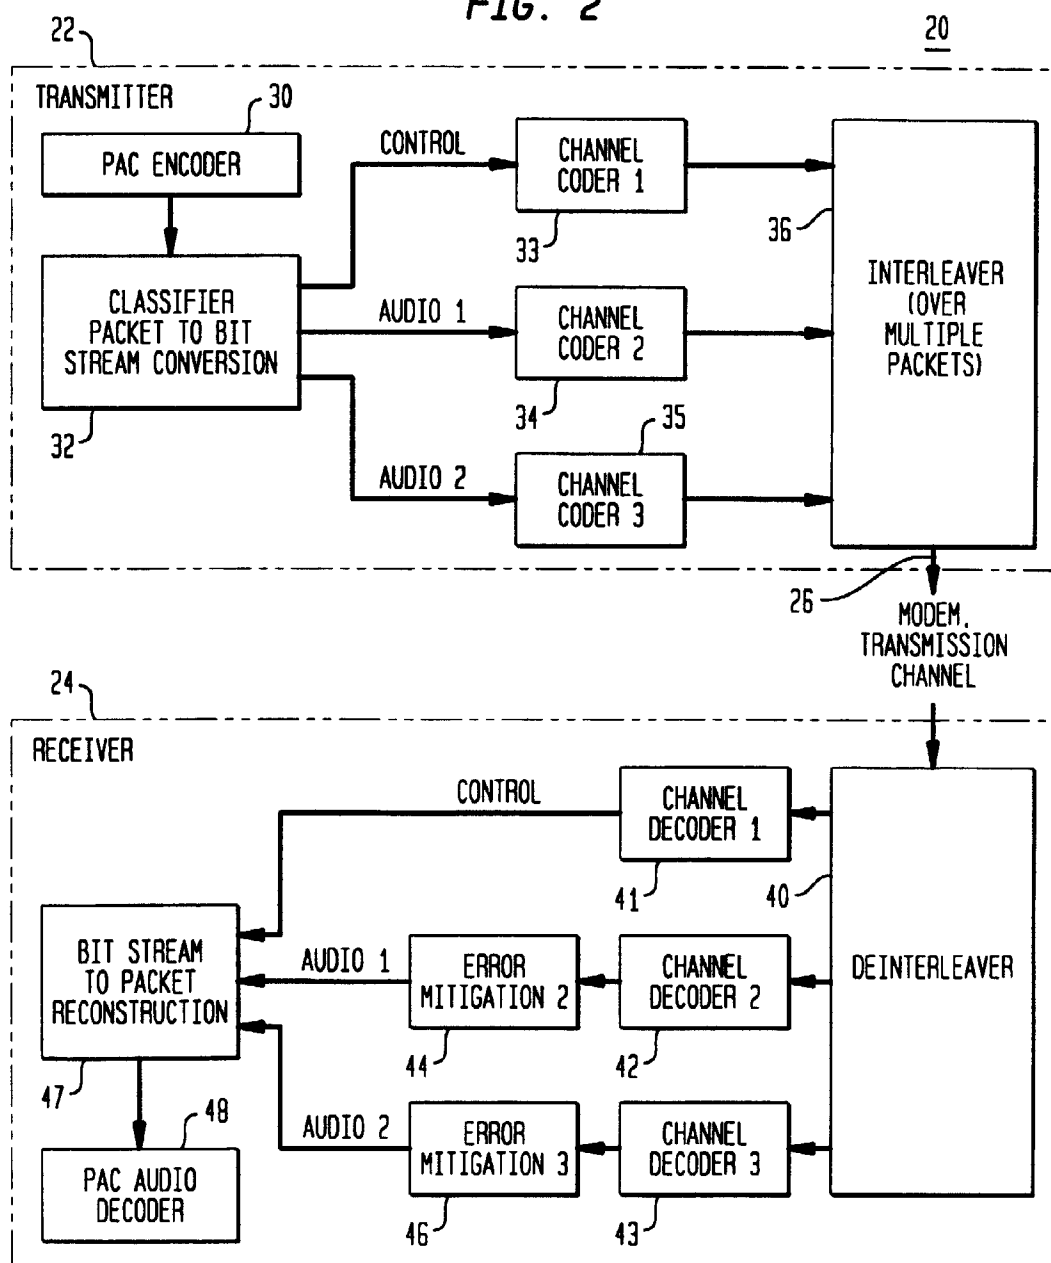 FIG. 2
22
20
TRANSMITTER
30
PAC ENCODER
CONTROL
CHANNEL
CODER 1
33
36
CLASSIFIER
PACKET TO BIT
STREAM CONVERSION
32
AUDIO 1
CHANNEL
CODER 2
34
INTERLEAVER
(OVER
MULTIPLE
PACKETS)
35
AUDIO 2
CHANNEL
CODER 3
26
MODEM,
TRANSMISSION
CHANNEL
24
RECEIVER
CONTROL
CHANNEL
DECODER 1
41
40
DEINTERLEAVER
BIT STREAM
TO PACKET
RECONSTRUCTION
47
AUDIO 1
ERROR
MITIGATION 2
44
CHANNEL
DECODER 2
42
48
PAC AUDIO
DECODER
AUDIO 2
ERROR
MITIGATION 3
46
CHANNEL
DECODER 3
43